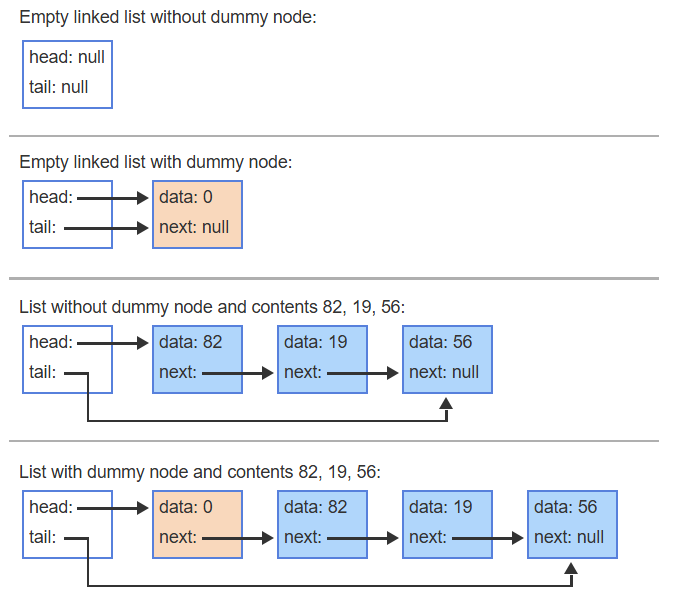 Empty linked list without dummy node:
head: null
tail: null
Empty linked list with dummy node:
head: data: 0
tail: next: null
List without dummy node and contents 82, 19, 56:
head: data: 82 data: 19 data: 56
tail: next: next: next: null
List with dummy node and contents 82, 19, 56:
head: data: 0 data: 82 data: 19 data: 56
tail: next: next: next: next: null